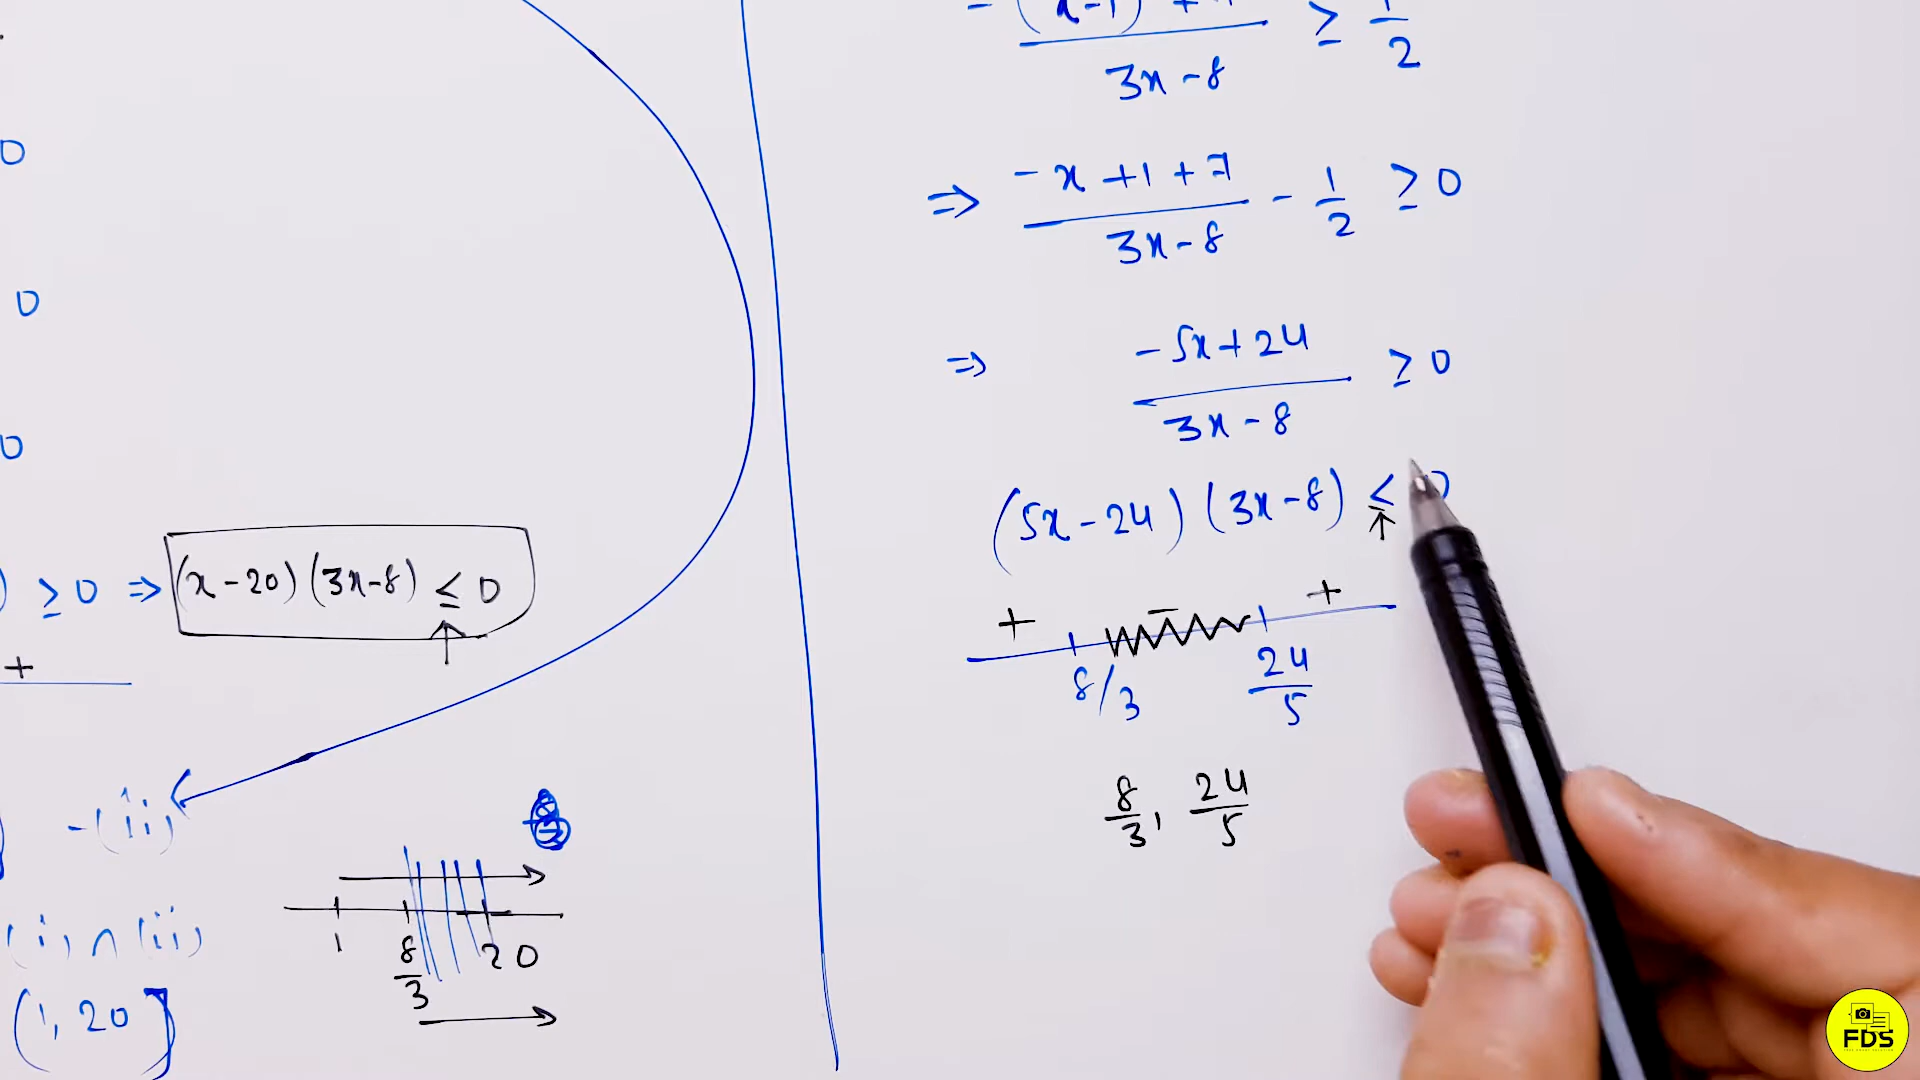 0
0
0
) ≥ 0 ⇒ (x-20)(3x-8) ≤ 0
↑
+
-(ii)
1 8/3 20
(i) ∩ (ii)
(1, 20]
≥ 1/2
3x-8
⇒ (-x+1+7)/(3x-8) - 1/2 ≥ 0
⇒ (-5x+24)/(3x-8) ≥ 0
(5x-24)(3x-8) ≤ 0
↑
+ - +
8/3 24/5
8/3, 24/5
FDS